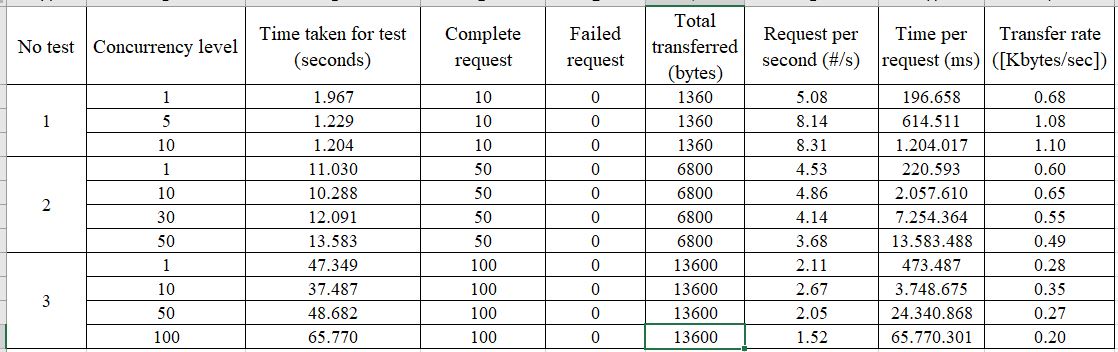 No test Concurrency level Time taken for test (seconds) Complete request Failed request Total transferred (bytes) Request per second (#/s) Time per request (ms) Transfer rate ([Kbytes/sec])
1 1 1.967 10 0 1360 5.08 196.658 0.68
5 1.229 10 0 1360 8.14 614.511 1.08
10 1.204 10 0 1360 8.31 1.204.017 1.10
2 1 11.030 50 0 6800 4.53 220.593 0.60
10 10.288 50 0 6800 4.86 2.057.610 0.65
30 12.091 50 0 6800 4.14 7.254.364 0.55
50 13.583 50 0 6800 3.68 13.583.488 0.49
3 1 47.349 100 0 13600 2.11 473.487 0.28
10 37.487 100 0 13600 2.67 3.748.675 0.35
50 48.682 100 0 13600 2.05 24.340.868 0.27
100 65.770 100 0 13600 1.52 65.770.301 0.20